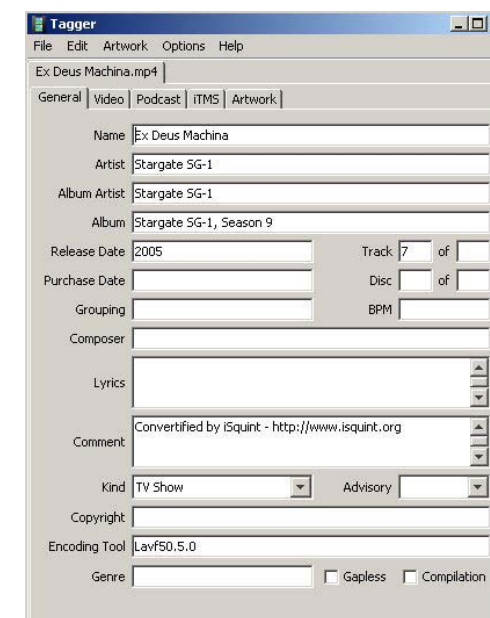 Tagger
File Edit Artwork Options Help
Ex Deus Machina.mp4
General Video Podcast iTMS Artwork
Name Ex Deus Machina
Artist Stargate SG-1
Album Artist Stargate SG-1
Album Stargate SG-1, Season 9
Release Date 2005 Track 7 of
Purchase Date Disc of
Grouping BPM
Composer
Lyrics
Comment Convertified by iSquint - http://www.isquint.org
Kind TV Show Advisory
Copyright
Encoding Tool Lavf50.5.0
Genre Gapless Compilation